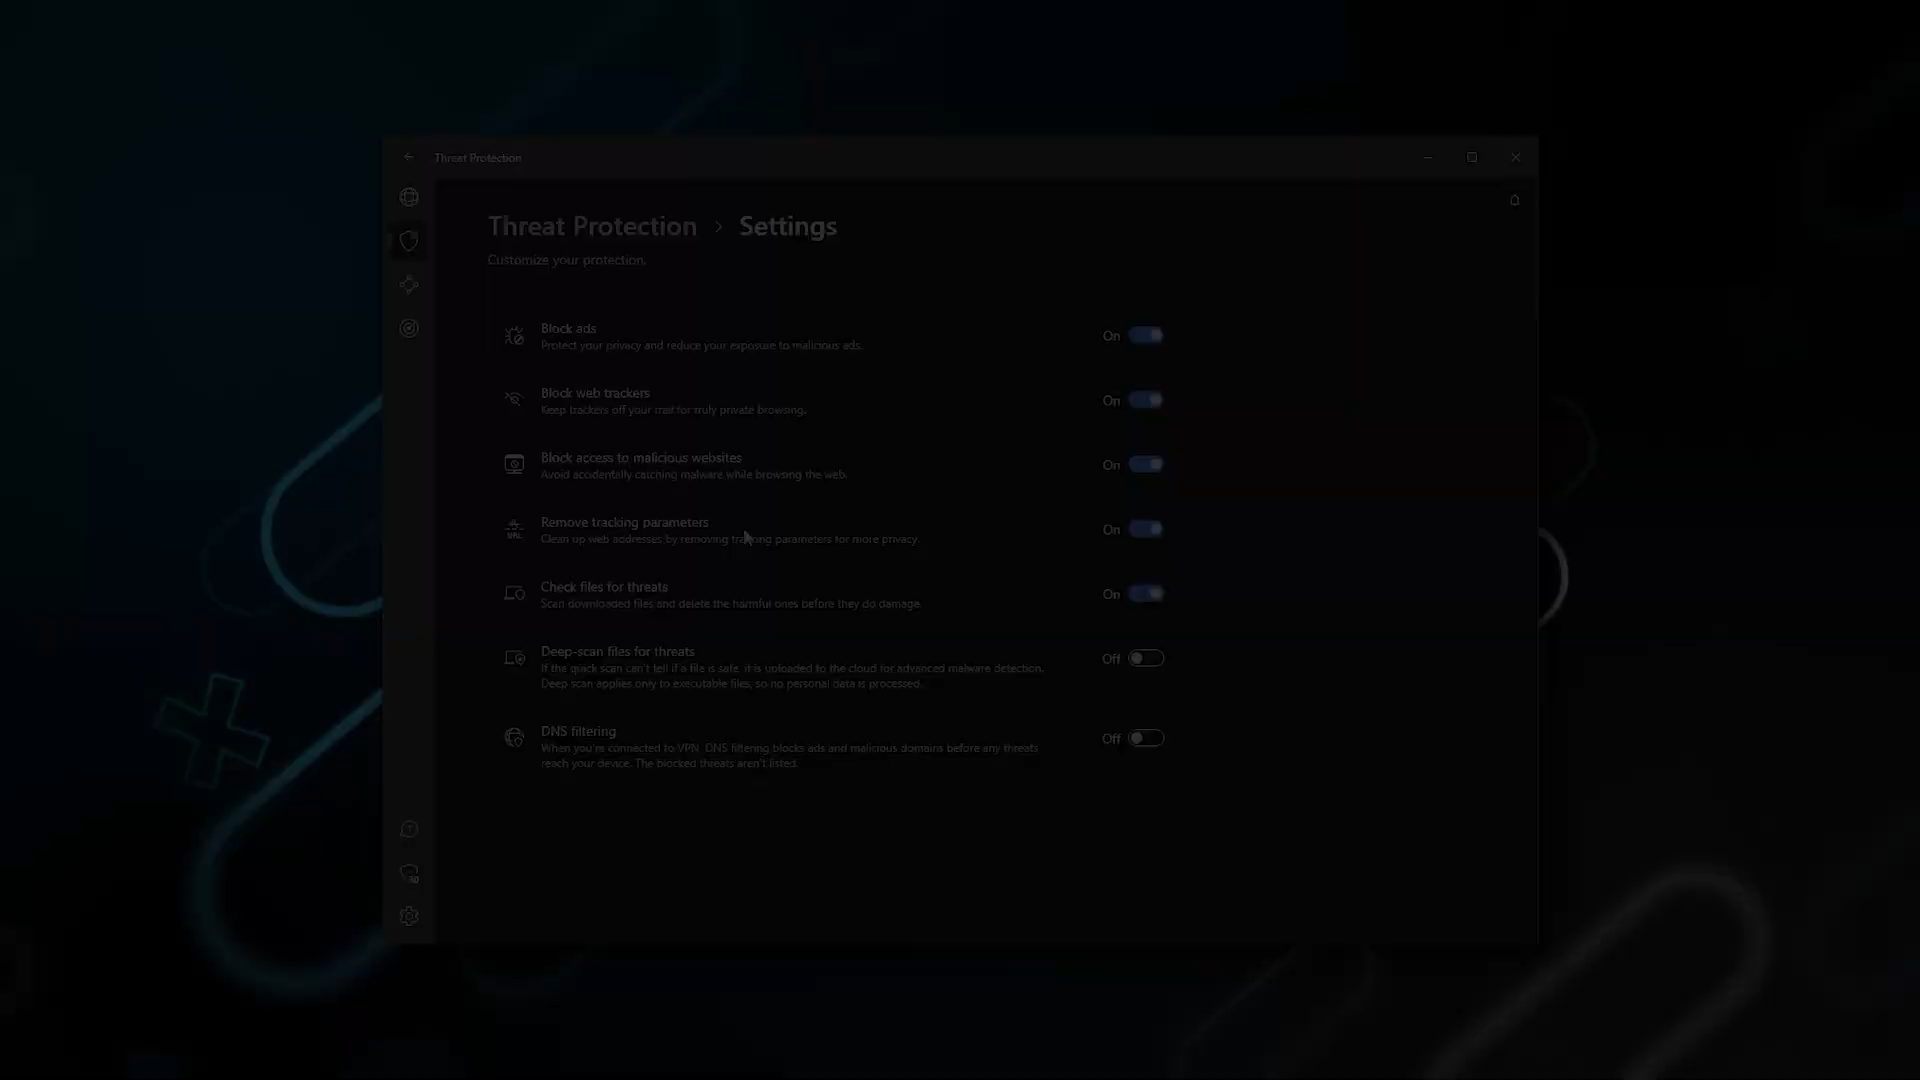 Threat Protection
Threat Protection > Settings
Customize your protection.
Block ads
Protect your privacy and reduce your exposure to malicious ads.
On
Block web trackers
Keep trackers off your trail for truly private browsing.
On
Block access to malicious websites
Avoid accidentally catching malware while browsing the web.
On
URL
Remove tracking parameters
Clean up web addresses by removing tracking parameters for more privacy.
On
Check files for threats
Scan downloaded files and delete the harmful ones before they do damage.
On
Deep-scan files for threats
If the quick scan can't tell if a file is safe, it is uploaded to the cloud for advanced malware detection.
Deep scan applies only to executable files, so no personal data is processed.
Off
DNS filtering
When you're connected to VPN, DNS filtering blocks ads and malicious domains before any threats
reach your device. The blocked threats aren't listed.
Off